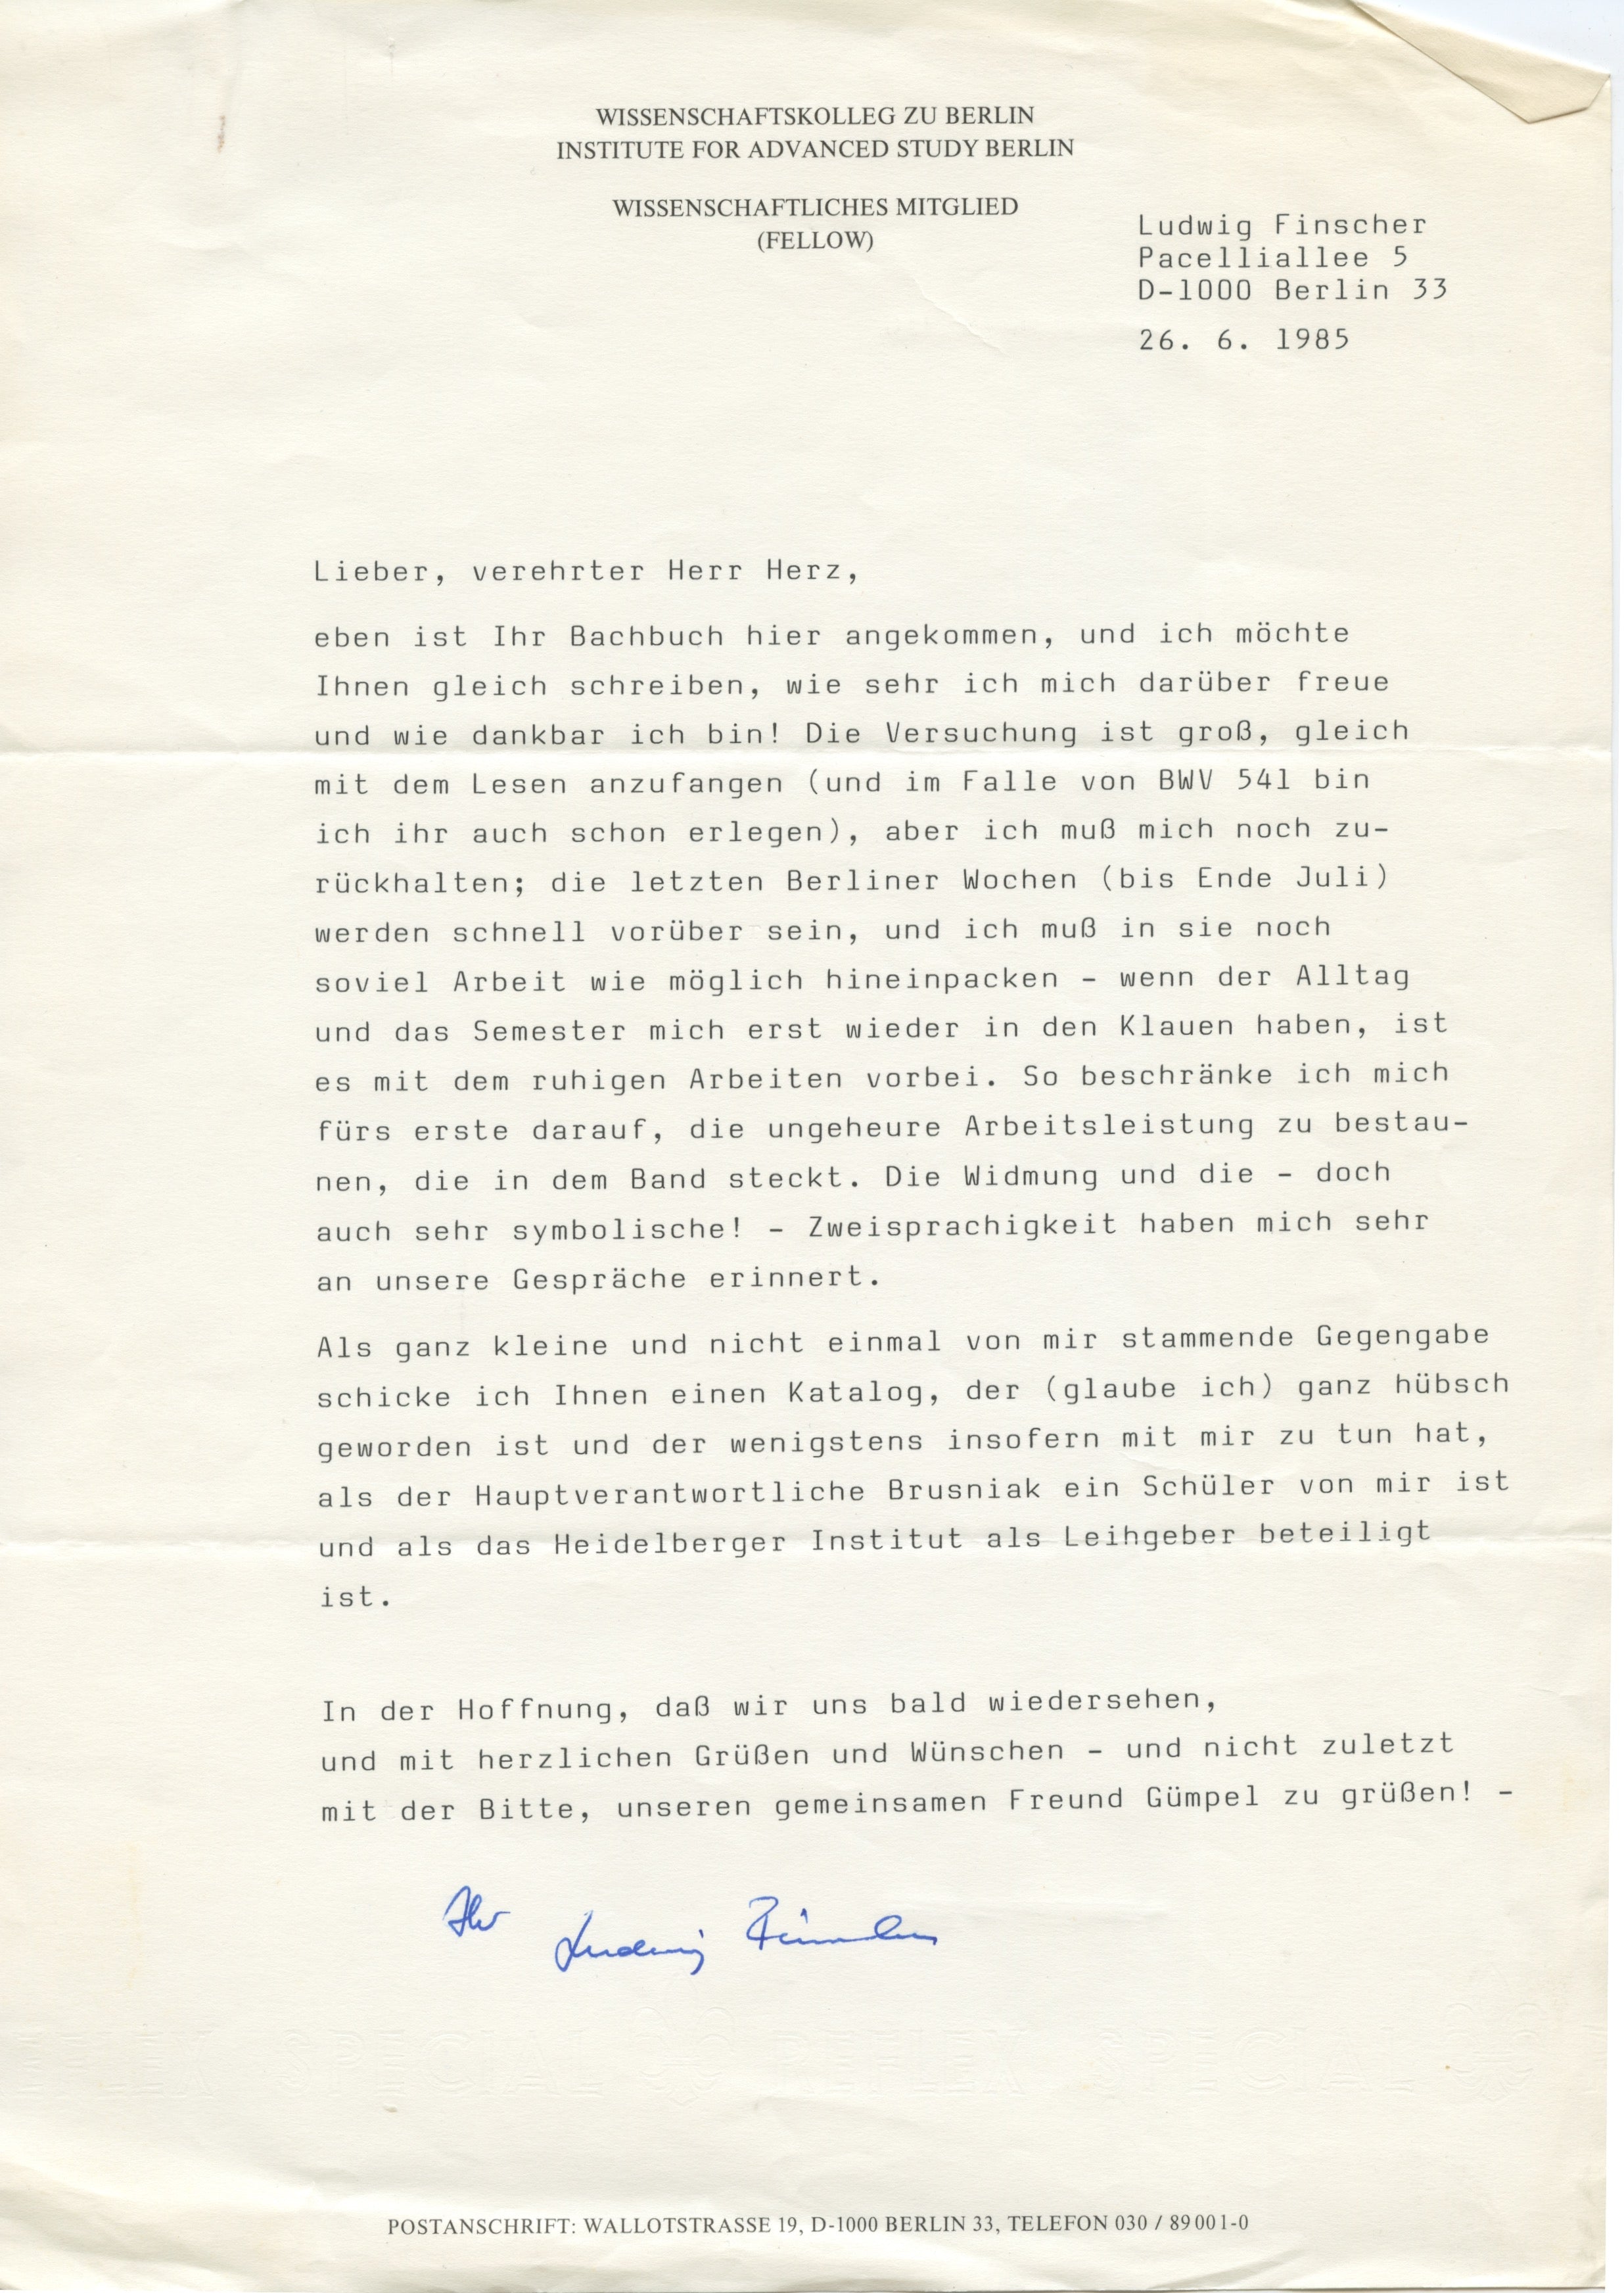 WISSENSCHAFTSKOLLEG ZU BERLIN
INSTITUTE FOR ADVANCED STUDY BERLIN
WISSENSCHAFTLICHES MITGLIED
(FELLOW)
Ludwig Finscher
Pacelliallee 5
D-1000 Berlin 33
26. 6. 1985
Lieber, verehrter Herr Herz,
eben ist Ihr Bachbuch hier angekommen, und ich möchte
Ihnen gleich schreiben, wie sehr ich mich darüber freue
und wie dankbar ich bin! Die Versuchung ist groß, gleich
mit dem Lesen anzufangen (und im Falle von BWV 541 bin
ich ihr auch schon erlegen), aber ich muß mich noch zu-
rückhalten; die letzten Berliner Wochen (bis Ende Juli)
werden schnell vorüber sein, und ich muß in sie noch
soviel Arbeit wie möglich hineinpacken - wenn der Alltag
und das Semester mich erst wieder in den Klauen haben, ist
es mit dem ruhigen Arbeiten vorbei. So beschränke ich mich
fürs erste darauf, die ungeheure Arbeitsleistung zu bestau-
nen, die in dem Band steckt. Die Widmung und die - doch
auch sehr symbolische! - Zweisprachigkeit haben mich sehr
an unsere Gespräche erinnert.
Als ganz kleine und nicht einmal von mir stammende Gegengabe
schicke ich Ihnen einen Katalog, der (glaube ich) ganz hübsch
geworden ist und der wenigstens insofern mit mir zu tun hat,
als der Hauptverantwortliche Brusniak ein Schüler von mir ist
und als das Heidelberger Institut als Leihgeber beteiligt
ist.
In der Hoffnung, daß wir uns bald wiedersehen,
und mit herzlichen Grüßen und Wünschen - und nicht zuletzt
mit der Bitte, unseren gemeinsamen Freund Gümpel zu grüßen! -
Ihr Ludwig Finscher
SPECIAL REFLEX SPECIAL
POSTANSCHRIFT: WALLOTSTRASSE 19, D-1000 BERLIN 33, TELEFON 030 / 89 001-0